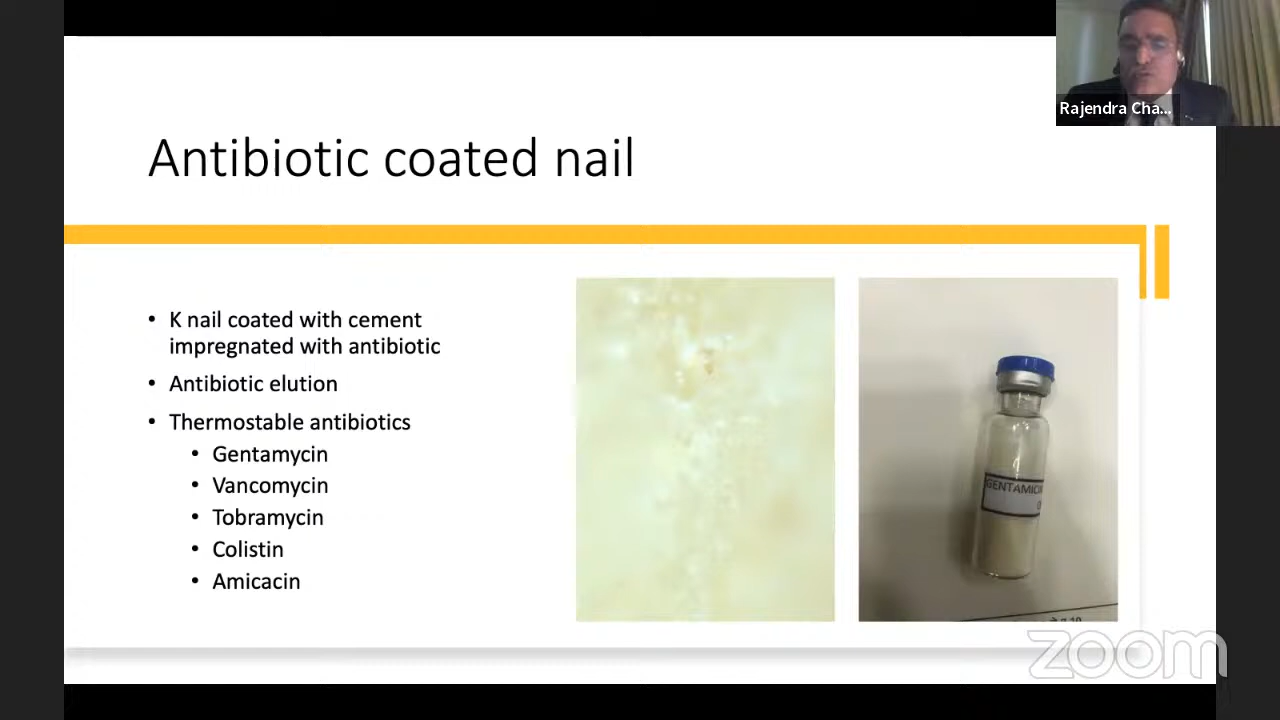 Rajendra Cha...
Antibiotic coated nail
• K nail coated with cement
impregnated with antibiotic
• Antibiotic elution
• Thermostable antibiotics
• Gentamycin
• Vancomycin
• Tobramycin
• Colistin
• Amicacin
GENTAMICI
zoom